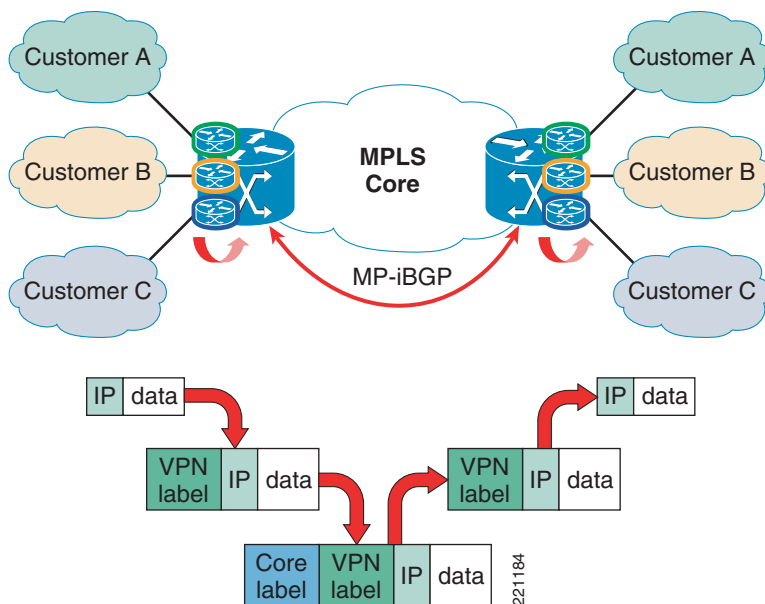 Customer A
Customer A
MPLS
Core
Customer B
Customer B
MP-iBGP
Customer C
Customer C
IP data
IP data
VPN
label IP data
VPN
label IP data
Core
label VPN
label IP data
221184